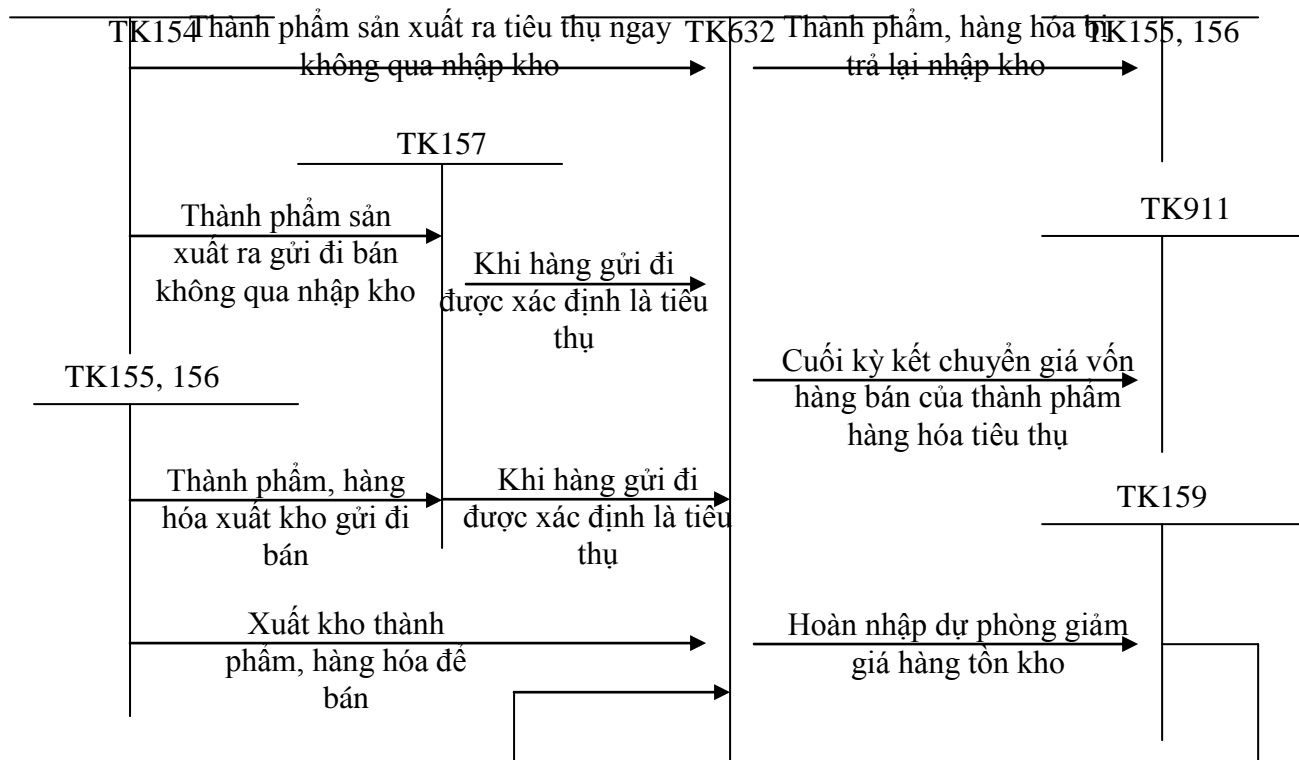 TK154
Thành phẩm sản xuất ra tiêu thụ ngay
không qua nhập kho
TK632
Thành phẩm, hàng hóa bị
trả lại nhập kho
TK155, 156
TK157
Thành phẩm sản
xuất ra gửi đi bán
không qua nhập kho
TK911
Khi hàng gửi đi
được xác định là tiêu
thụ
TK155, 156
Cuối kỳ kết chuyển giá vốn
hàng bán của thành phẩm
hàng hóa tiêu thụ
Thành phẩm, hàng
hóa xuất kho gửi đi
bán
Khi hàng gửi đi
được xác định là tiêu
thụ
TK159
Xuất kho thành
phẩm, hàng hóa để
bán
Hoàn nhập dự phòng giảm
giá hàng tồn kho